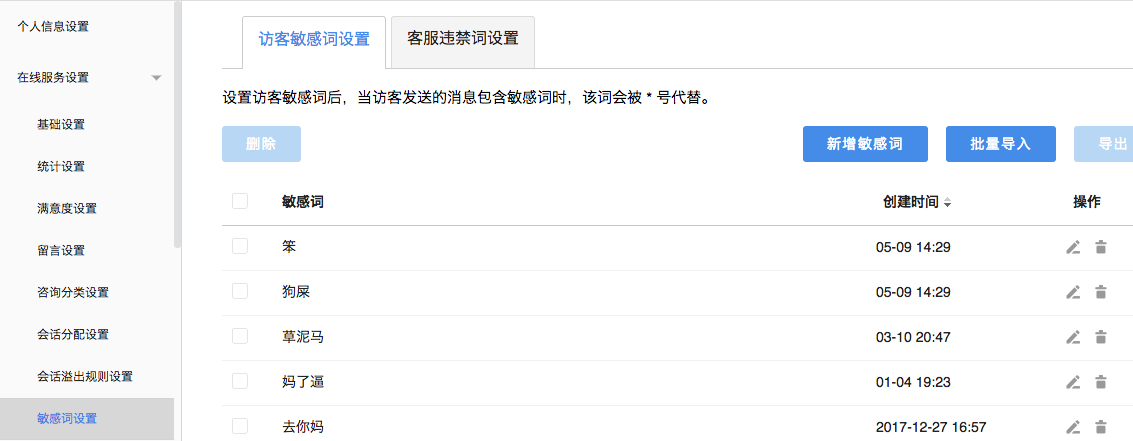 个人信息设置
在线服务设置
基础设置
统计设置
满意度设置
留言设置
咨询分类设置
会话分配设置
会话溢出规则设置
敏感词设置
访客敏感词设置 客服违禁词设置
设置访客敏感词后，当访客发送的消息包含敏感词时，该词会被 * 号代替。
删除 新增敏感词 批量导入 导出
敏感词 创建时间 操作
笨 05-09 14:29
狗屎 05-09 14:29
草泥马 03-10 20:47
妈了逼 01-04 19:23
去你妈 2017-12-27 16:57